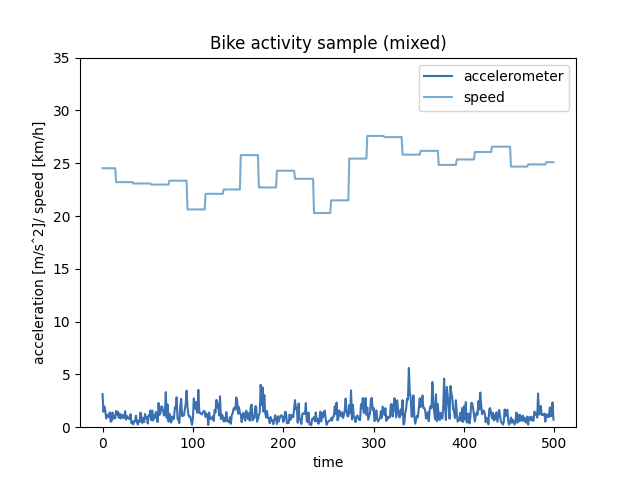 Bike activity sample (mixed)
accelerometer
speed
35
30
25
20
15
10
5
0
acceleration [m/s^2]/ speed [km/h]
0
100
200
300
400
500
time